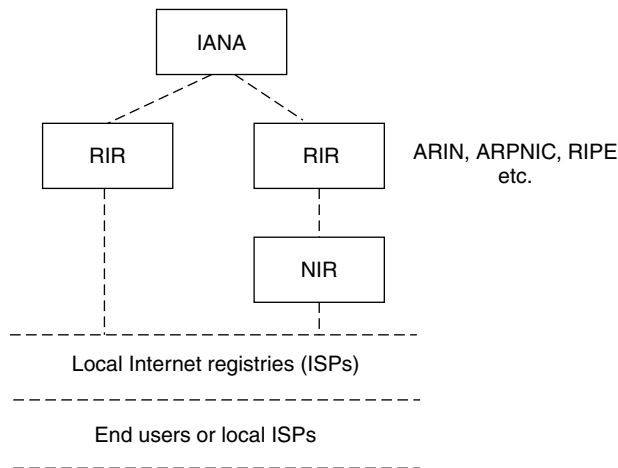 IANA
RIR
RIR
ARIN, ARPNIC, RIPE
etc.
NIR
Local Internet registries (ISPs)
End users or local ISPs